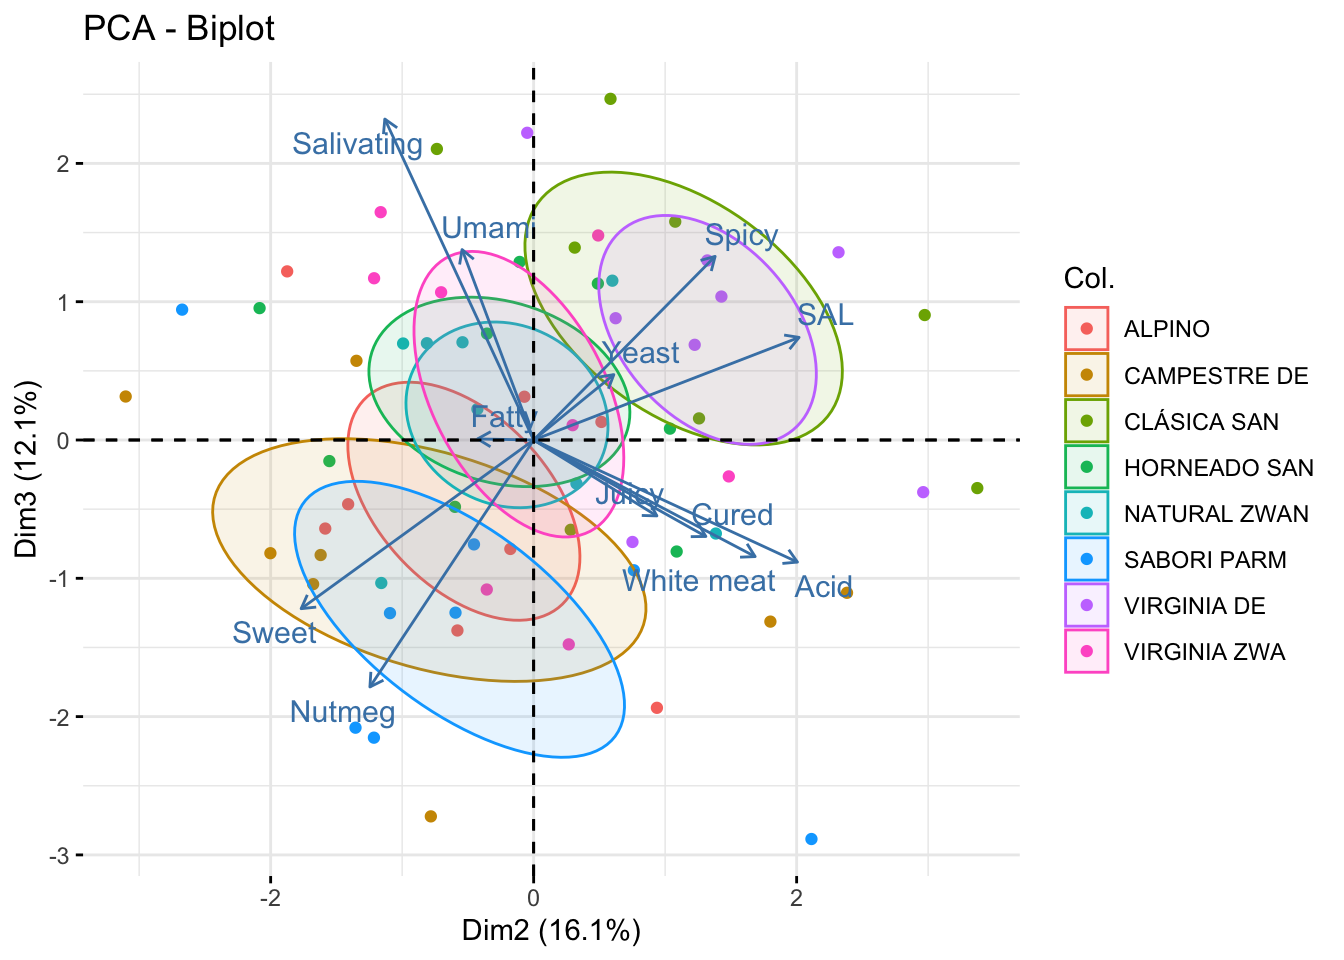 PCA - Biplot
Salivating
Umami
Spicy
SAL
Yeast
Fatty
Juicy
Cured
White meat
Acid
Sweet
Nutmeg
2
1
0
-1
-2
-3
-2
0
2
Dim3 (12.1%)
Dim2 (16.1%)
Col.
ALPINO
CAMPESTRE DE
CLÁSICA SAN
HORNEADO SAN
NATURAL ZWAN
SABORI PARM
VIRGINIA DE
VIRGINIA ZWA